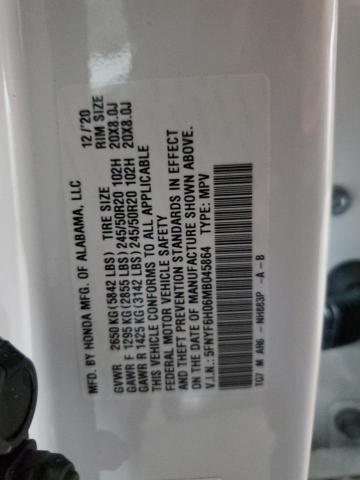 MFD. BY HONDA MFG. OF ALABAMA, LLC 12/'20
TIRE SIZE RIM SIZE
GVWR 2650 KG (5842 LBS)
GAWR F 1295 KG (2855 LBS) 245/50R20 102H 20X8.0J
GAWR R 1425 KG (3142 LBS) 245/50R20 102H 20X8.0J
THIS VEHICLE CONFORMS TO ALL APPLICABLE
FEDERAL MOTOR VEHICLE SAFETY
AND THEFT PREVENTION STANDARDS IN EFFECT
ON THE DATE OF MANUFACTURE SHOWN ABOVE.
V.I.N.: 5FNYF6H06MB045864 TYPE: MPV
TG7 M AR6 - NH883P - A - B